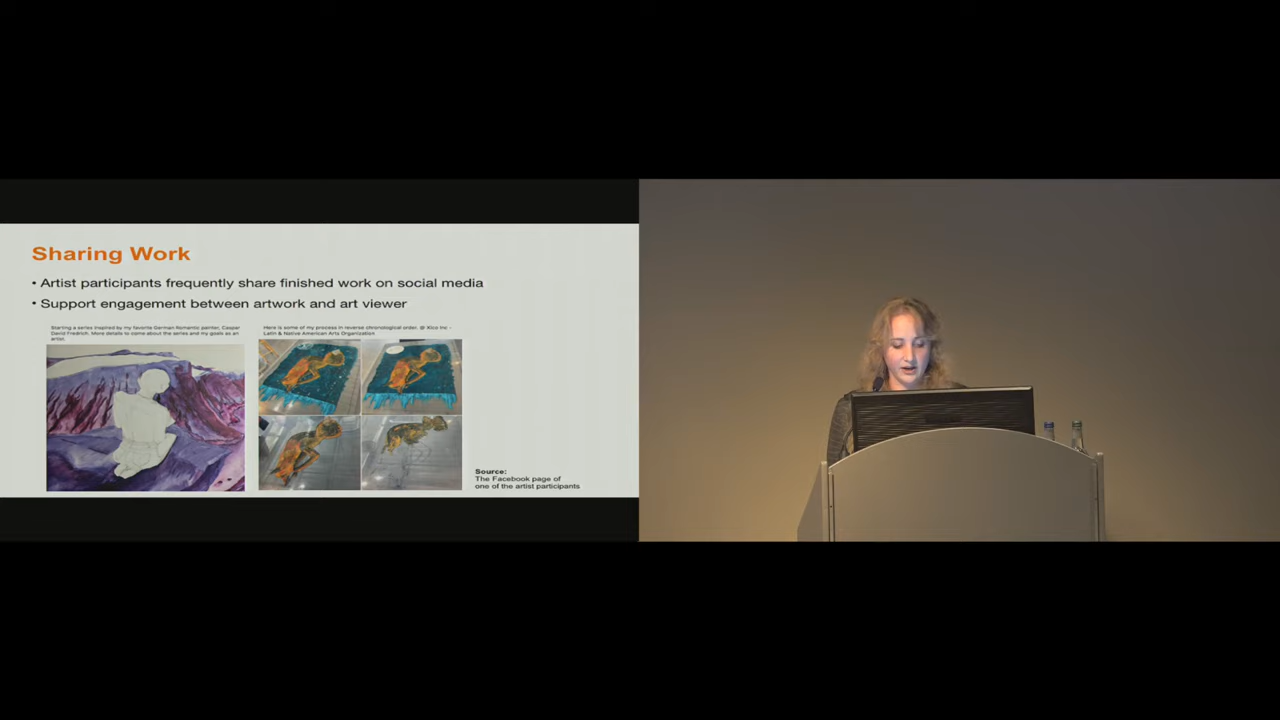 Sharing Work
• Artist participants frequently share finished work on social media
• Support engagement between artwork and art viewer
Starting a series inspired by my favorite German Romantic painter, Caspar
David Fredrich. More details to come about the series and my goals as an
artist.
Here is some of my process in reverse chronological order. @ Xico Inc -
Latin & Native American Arts Organization
Source:
The Facebook page of
one of the artist participants